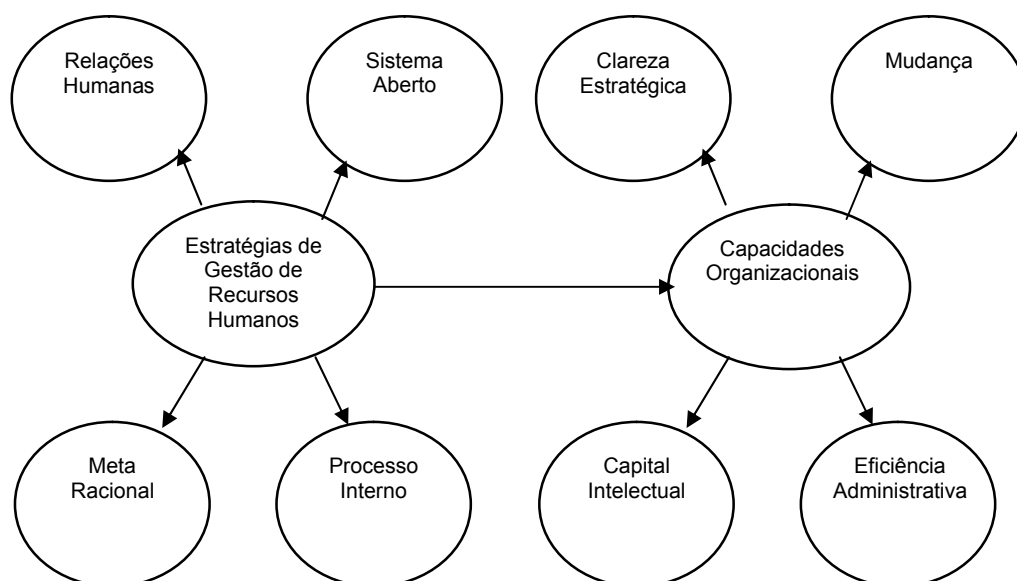 Relações
Humanas
Sistema
Aberto
Clareza
Estratégica
Mudança
Estratégias de
Gestão de
Recursos
Humanos
Capacidades
Organizacionais
Meta
Racional
Processo
Interno
Capital
Intelectual
Eficiência
Administrativa